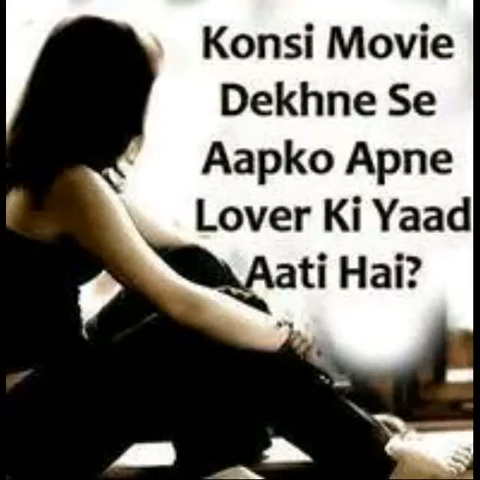 Konsi Movie
Dekhne Se
Aapko Apne
Lover Ki Yaad
Aati Hai?